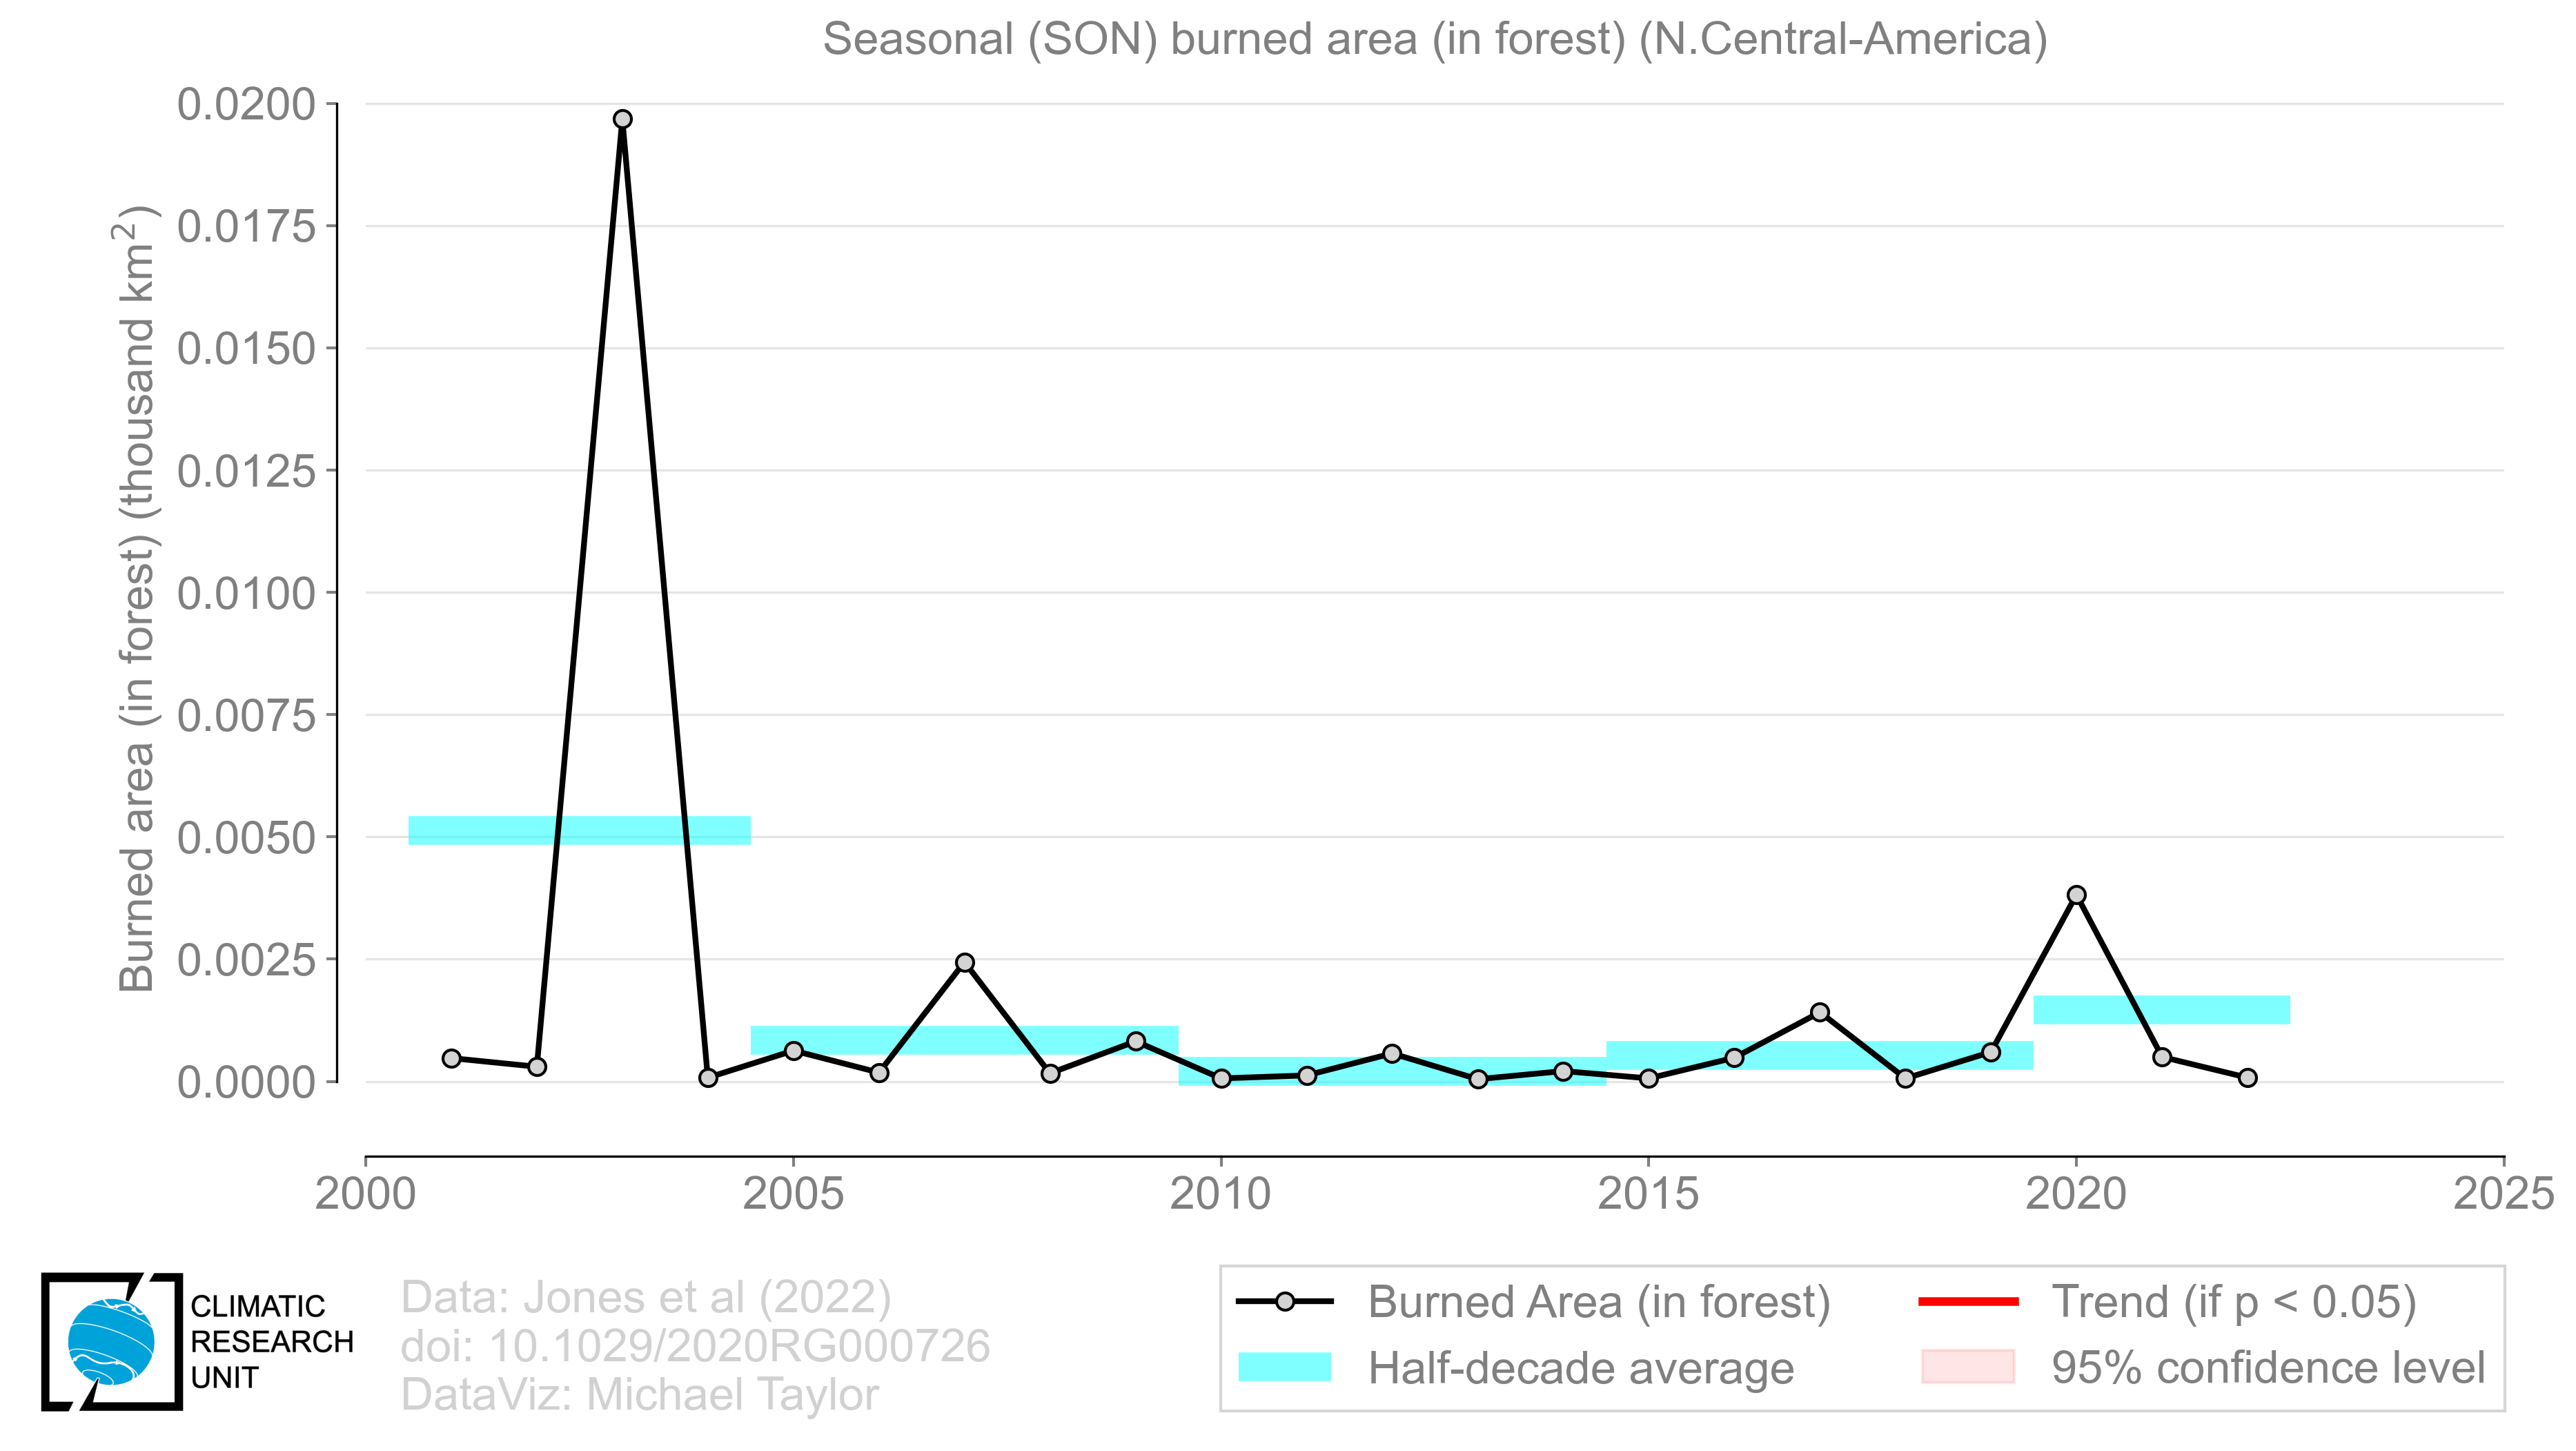 Seasonal (SON) burned area (in forest) (N.Central-America)
Burned area (in forest) (thousand km²)
0.0200
0.0175
0.0150
0.0125
0.0100
0.0075
0.0050
0.0025
0.0000
2000 2005 2010 2015 2020 2025
CLIMATIC
RESEARCH
UNIT
Data: Jones et al (2022)
doi: 10.1029/2020RG000726
DataViz: Michael Taylor
Burned Area (in forest)
Half-decade average
Trend (if p < 0.05)
95% confidence level